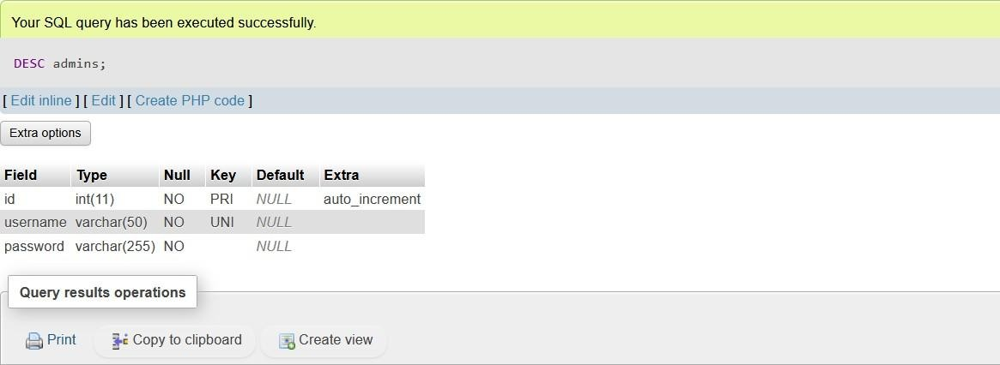 Your SQL query has been executed successfully.
DESC admins;
[ Edit inline ] [ Edit ] [ Create PHP code ]
Extra options
Field Type Null Key Default Extra
id int(11) NO PRI NULL auto_increment
username varchar(50) NO UNI NULL
password varchar(255) NO NULL
Query results operations
Print Copy to clipboard Create view